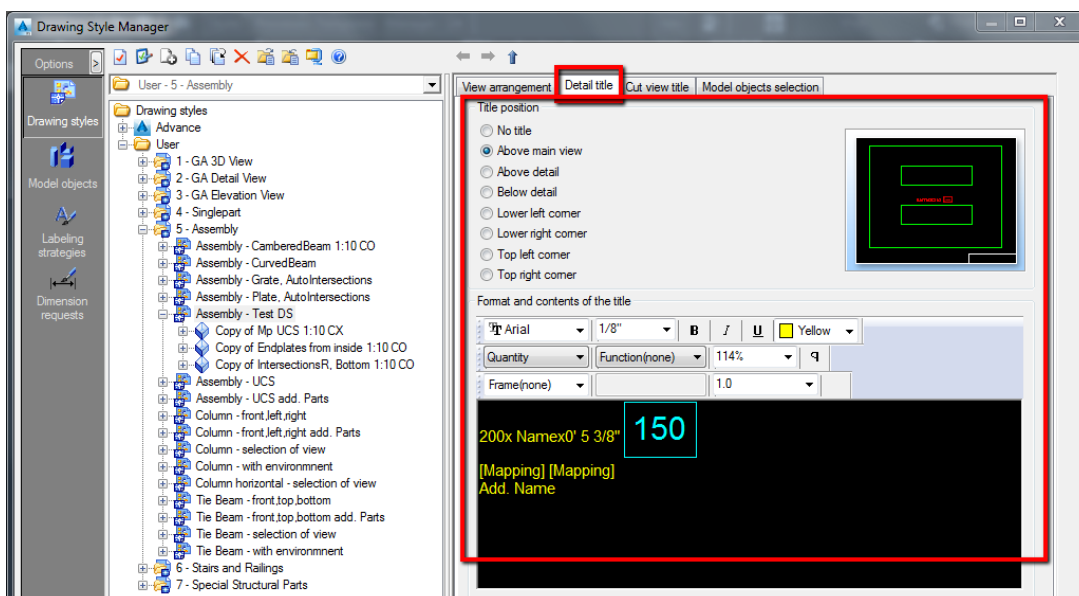 Drawing Style Manager
Options
Drawing styles
Model objects
Labeling
strategies
Dimension
requests
User - 5 - Assembly
Drawing styles
Advance
User
1 - GA 3D View
2 - GA Detail View
3 - GA Elevation View
4 - Singlepart
5 - Assembly
Assembly - CamberedBeam 1:10 CO
Assembly - CurvedBeam
Assembly - Grate, AutoIntersections
Assembly - Plate, AutoIntersections
Assembly - Test DS
Copy of Mp UCS 1:10 CX
Copy of Endplates from inside 1:10 CO
Copy of IntersectionsR, Bottom 1:10 CO
Assembly - UCS
Assembly - UCS add. Parts
Column - front,left,right
Column - front,left,right add. Parts
Column - selection of view
Column - with environmnent
Column horizontal - selection of view
Tie Beam - front,top,bottom
Tie Beam - front,top,bottom add. Parts
Tie Beam - selection of view
Tie Beam - with environmnent
6 - Stairs and Railings
7 - Special Structural Parts
View arrangement Detail title Cut view title Model objects selection
Title position
No title
Above main view
Above detail
Below detail
Lower left corner
Lower right corner
Top left corner
Top right corner
Format and contents of the title
Arial 1/8" B I U Yellow
Quantity Function(none) 114% ¶
Frame(none) 1.0
200x Namex0' 5 3/8" 150
[Mapping] [Mapping]
Add. Name